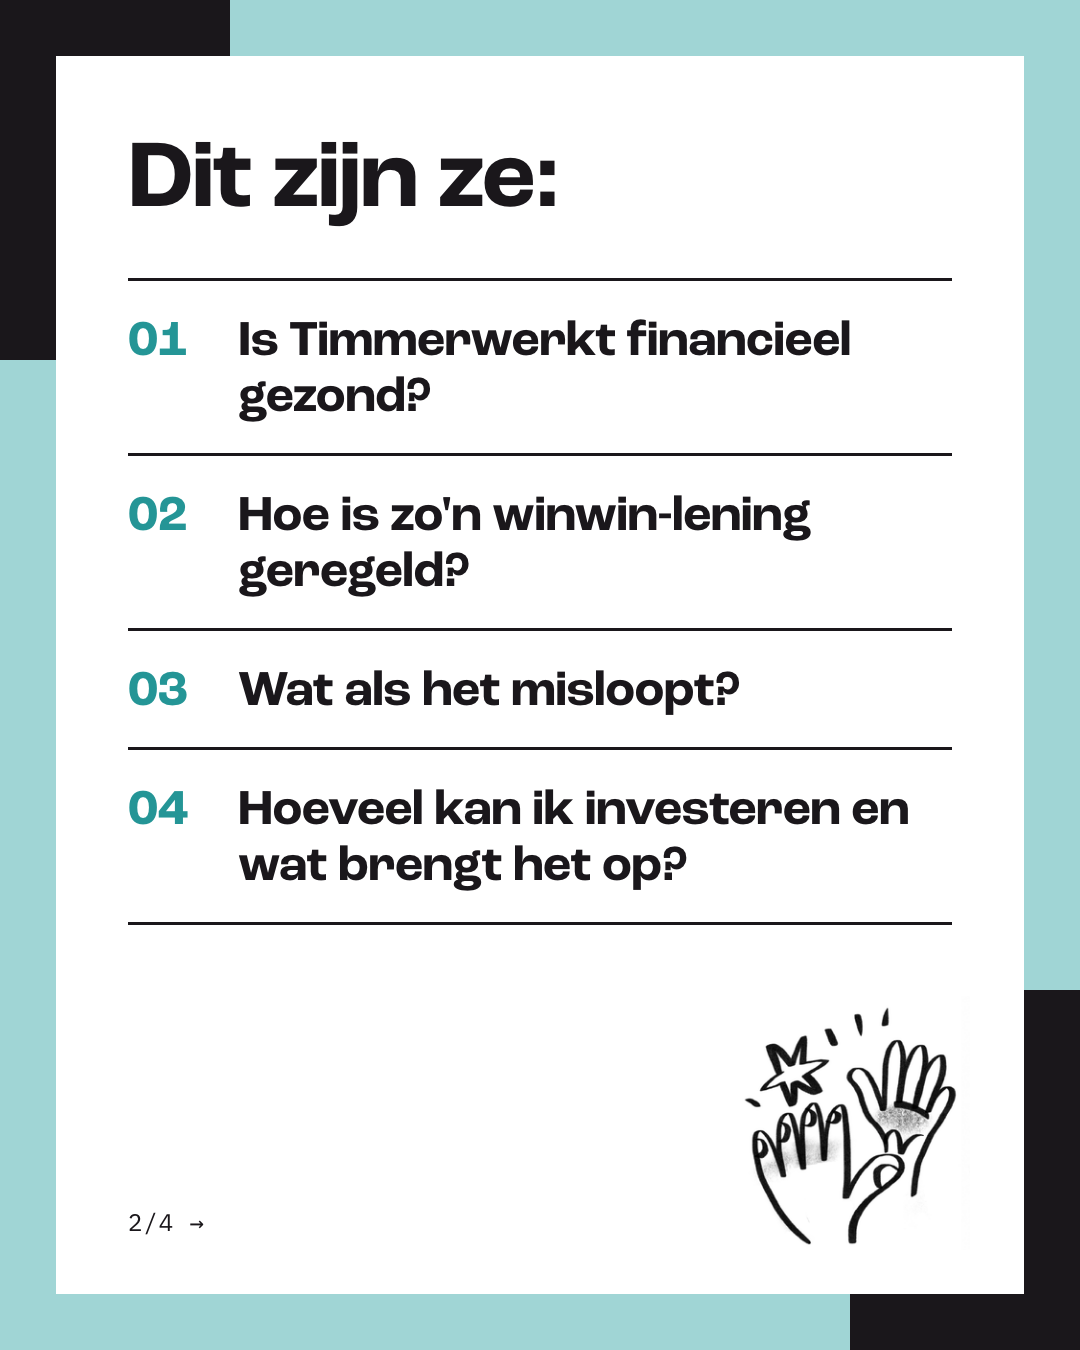 Dit zijn ze:
01 Is Timmerwerkt financieel
gezond?
02 Hoe is zo'n winwin-lening
geregeld?
03 Wat als het misloopt?
04 Hoeveel kan ik investeren en
wat brengt het op?
2/4 →